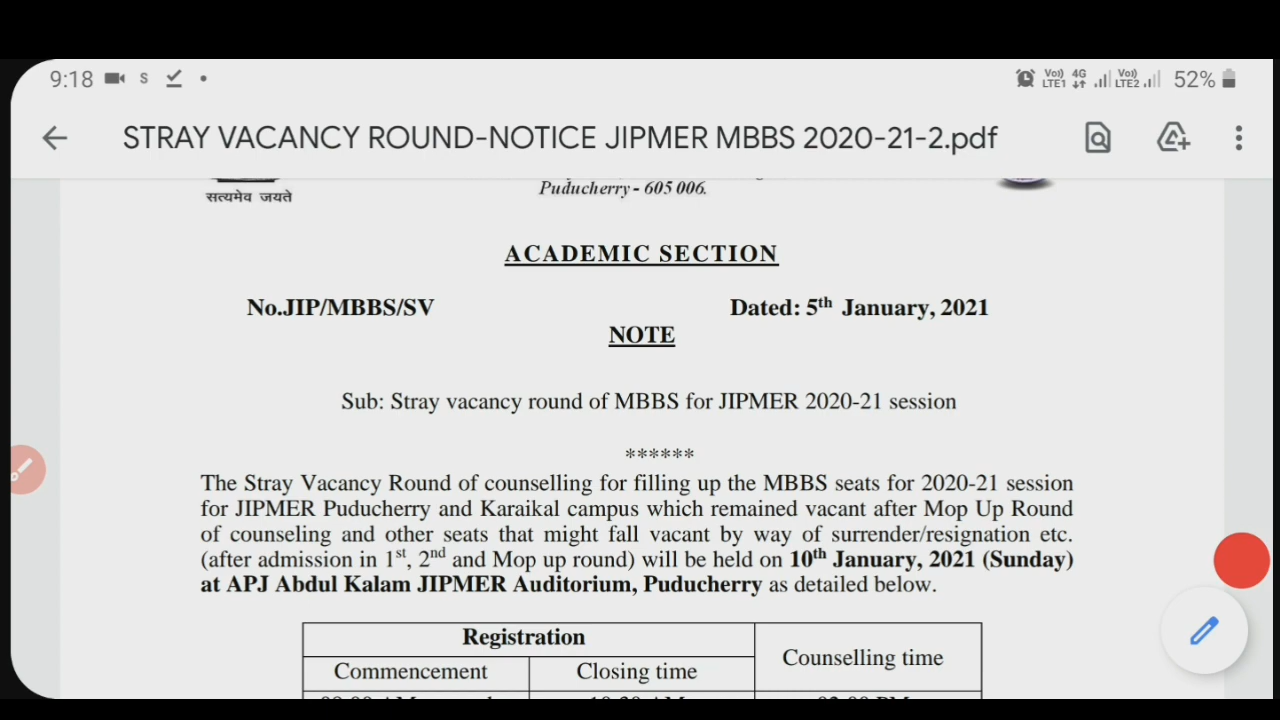 9:18 S 52%
Vo) 4G Vo)
LTE1 LTE2
STRAY VACANCY ROUND-NOTICE JIPMER MBBS 2020-21-2.pdf
Puducherry - 605 006.
सत्यमेव जयते
ACADEMIC SECTION
No.JIP/MBBS/SV Dated: 5th January, 2021
NOTE
Sub: Stray vacancy round of MBBS for JIPMER 2020-21 session
******
The Stray Vacancy Round of counselling for filling up the MBBS seats for 2020-21 session
for JIPMER Puducherry and Karaikal campus which remained vacant after Mop Up Round
of counseling and other seats that might fall vacant by way of surrender/resignation etc.
(after admission in 1st, 2nd and Mop up round) will be held on 10th January, 2021 (Sunday)
at APJ Abdul Kalam JIPMER Auditorium, Puducherry as detailed below.
Registration
Counselling time
Commencement Closing time